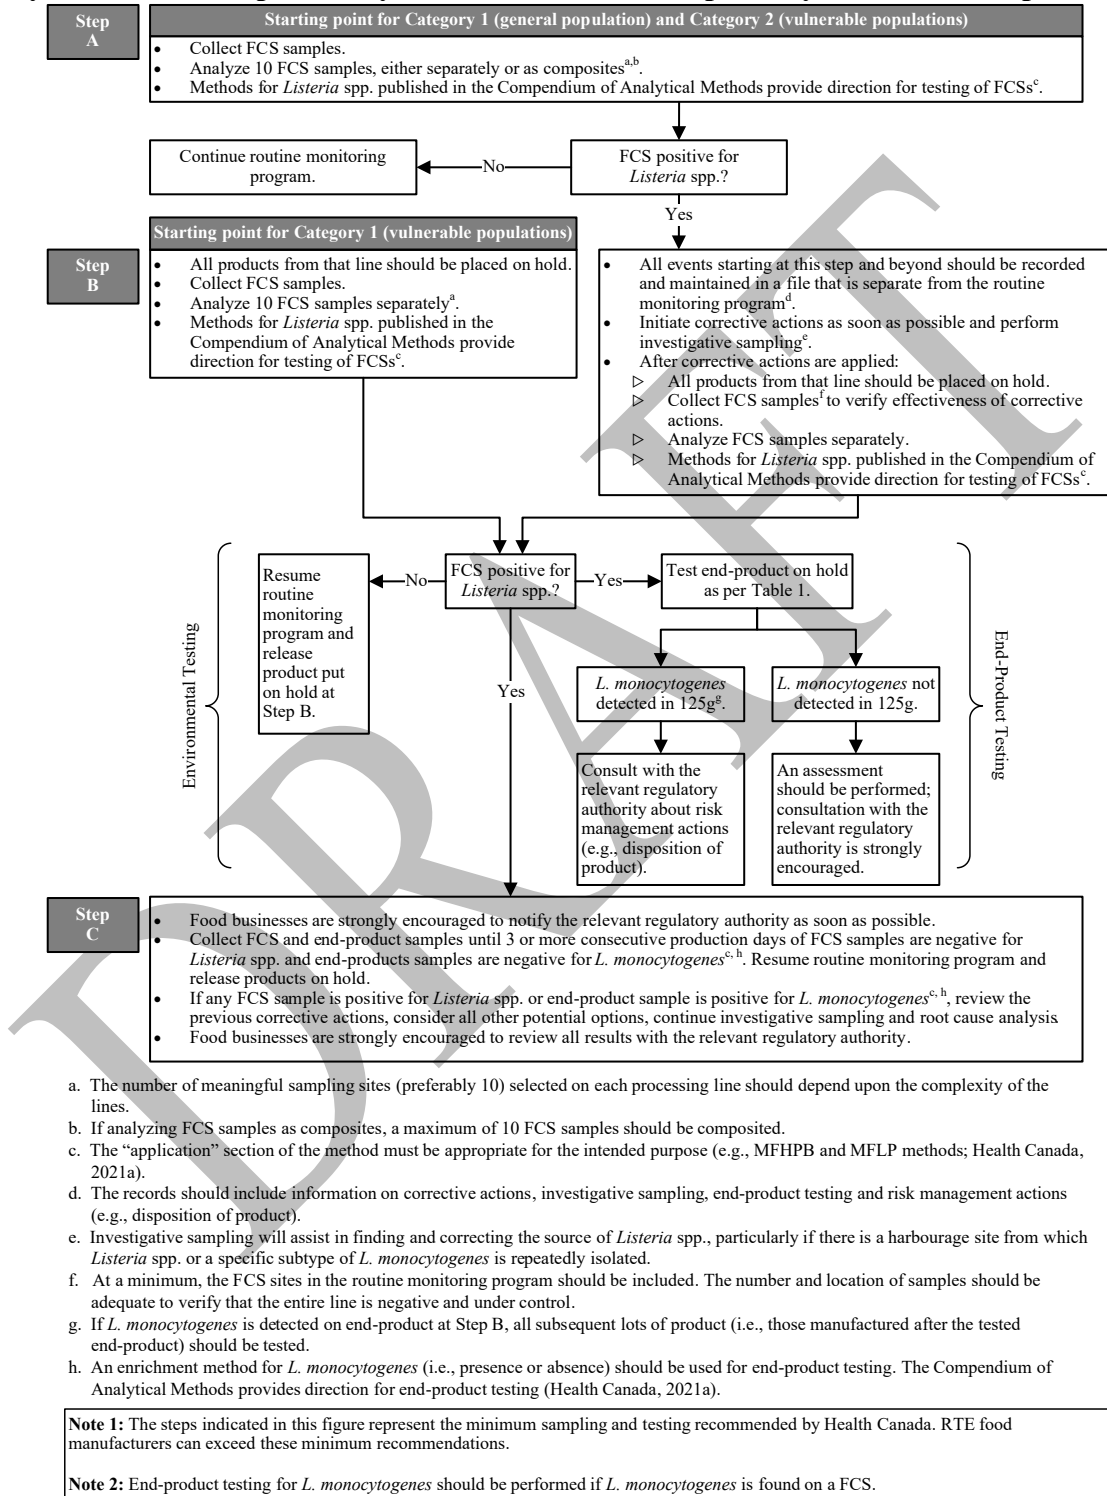 Step
A
Starting point for Category 1 (general population) and Category 2 (vulnerable populations)
• Collect FCS samples.
• Analyze 10 FCS samples, either separately or as composites^a,b.
• Methods for Listeria spp. published in the Compendium of Analytical Methods provide direction for testing of FCSs^c.
Continue routine monitoring
program.
No
FCS positive for
Listeria spp.?
Yes
Starting point for Category 1 (vulnerable populations)
Step
B
• All products from that line should be placed on hold.
• Collect FCS samples.
• Analyze 10 FCS samples separately^a.
• Methods for Listeria spp. published in the
Compendium of Analytical Methods provide
direction for testing of FCSs^c.
• All events starting at this step and beyond should be recorded
and maintained in a file that is separate from the routine
monitoring program^d.
• Initiate corrective actions as soon as possible and perform
investigative sampling^e.
• After corrective actions are applied:
▷ All products from that line should be placed on hold.
▷ Collect FCS samples^f to verify effectiveness of corrective
actions.
▷ Analyze FCS samples separately.
▷ Methods for Listeria spp. published in the Compendium of
Analytical Methods provide direction for testing of FCSs^c.
Environmental Testing
Resume
routine
monitoring
program and
release
product put
on hold at
Step B.
No
FCS positive for
Listeria spp.?
Yes
Test end-product on hold
as per Table 1.
Yes
L. monocytogenes
detected in 125g^g.
L. monocytogenes not
detected in 125g.
Consult with the
relevant regulatory
authority about risk
management actions
(e.g., disposition of
product).
An assessment
should be performed;
consultation with the
relevant regulatory
authority is strongly
encouraged.
End-Product Testing
Step
C
• Food businesses are strongly encouraged to notify the relevant regulatory authority as soon as possible.
• Collect FCS and end-product samples until 3 or more consecutive production days of FCS samples are negative for
Listeria spp. and end-products samples are negative for L. monocytogenes^c, h. Resume routine monitoring program and
release products on hold.
• If any FCS sample is positive for Listeria spp. or end-product sample is positive for L. monocytogenes^c, h, review the
previous corrective actions, consider all other potential options, continue investigative sampling and root cause analysis.
• Food businesses are strongly encouraged to review all results with the relevant regulatory authority.
a. The number of meaningful sampling sites (preferably 10) selected on each processing line should depend upon the complexity of the
lines.
b. If analyzing FCS samples as composites, a maximum of 10 FCS samples should be composited.
c. The “application” section of the method must be appropriate for the intended purpose (e.g., MFHPB and MFLP methods; Health Canada,
2021a).
d. The records should include information on corrective actions, investigative sampling, end-product testing and risk management actions
(e.g., disposition of product).
e. Investigative sampling will assist in finding and correcting the source of Listeria spp., particularly if there is a harbourage site from which
Listeria spp. or a specific subtype of L. monocytogenes is repeatedly isolated.
f. At a minimum, the FCS sites in the routine monitoring program should be included. The number and location of samples should be
adequate to verify that the entire line is negative and under control.
g. If L. monocytogenes is detected on end-product at Step B, all subsequent lots of product (i.e., those manufactured after the tested
end-product) should be tested.
h. An enrichment method for L. monocytogenes (i.e., presence or absence) should be used for end-product testing. The Compendium of
Analytical Methods provides direction for end-product testing (Health Canada, 2021a).
Note 1: The steps indicated in this figure represent the minimum sampling and testing recommended by Health Canada. RTE food
manufacturers can exceed these minimum recommendations.
Note 2: End-product testing for L. monocytogenes should be performed if L. monocytogenes is found on a FCS.
DRAFT